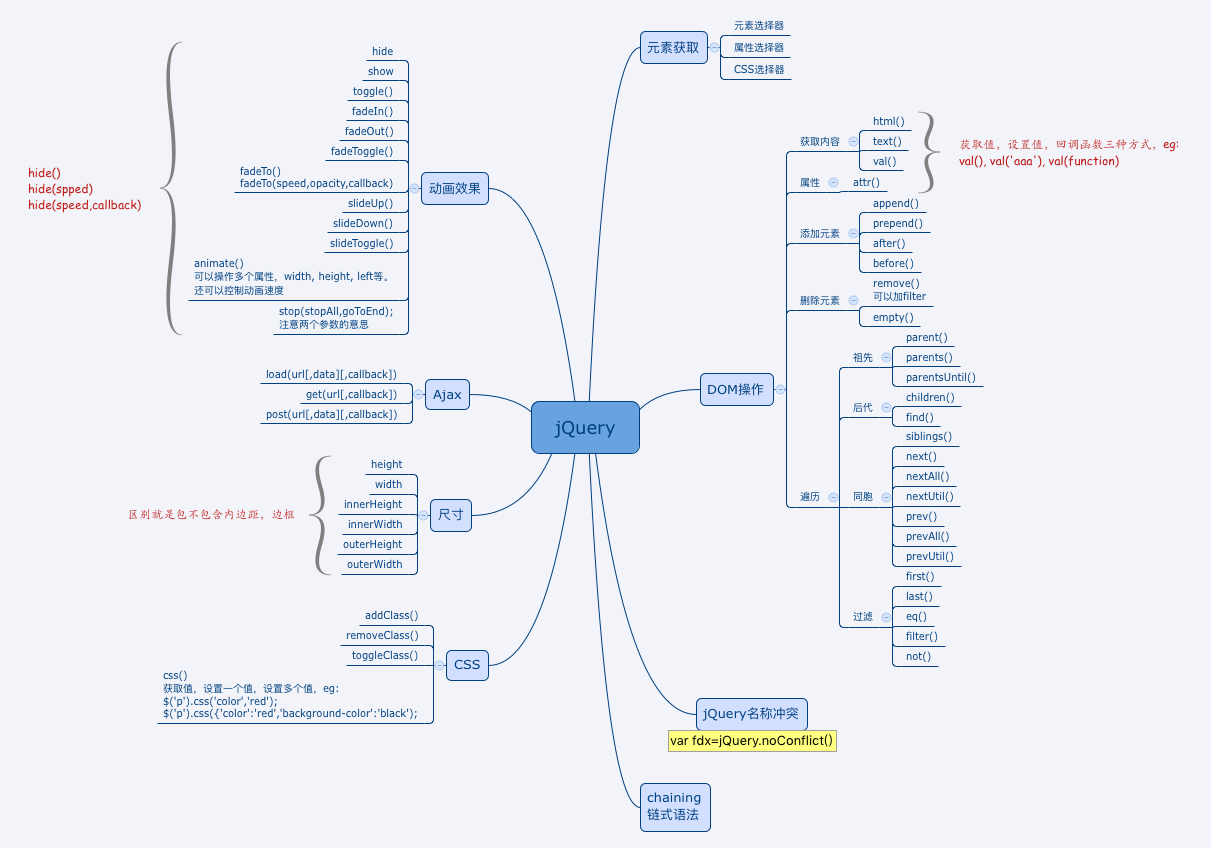 jQuery
元素获取
元素选择器
属性选择器
CSS选择器
DOM操作
获取内容
html()
text()
val()
属性
attr()
获取值，设置值，回调函数三种方式，eg:
val(), val('aaa'), val(function)
添加元素
append()
prepend()
after()
before()
删除元素
remove()
可以加filter
empty()
遍历
祖先
parent()
parents()
parentsUntil()
后代
children()
find()
同胞
siblings()
next()
nextAll()
nextUtil()
prev()
prevAll()
prevUtil()
过滤
first()
last()
eq()
filter()
not()
jQuery名称冲突
var fdx=jQuery.noConflict()
chaining
链式语法
动画效果
hide
show
toggle()
fadeIn()
fadeOut()
fadeToggle()
fadeTo()
fadeTo(speed,opacity,callback)
slideUp()
slideDown()
slideToggle()
animate()
可以操作多个属性，width, height, left等。
还可以控制动画速度
stop(stopAll,goToEnd);
注意两个参数的意思
hide()
hide(spped)
hide(speed,callback)
Ajax
load(url[,data][,callback])
get(url[,callback])
post(url[,data][,callback])
尺寸
height
width
innerHeight
innerWidth
outerHeight
outerWidth
区别就是包不包含内边距，边框
CSS
addClass()
removeClass()
toggleClass()
css()
获取值，设置一个值，设置多个值，eg:
$('p').css('color','red');
$('p').css({'color':'red','background-color':'black');